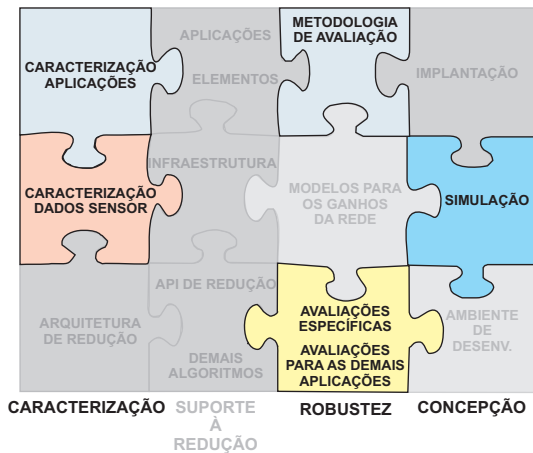 CARACTERIZAÇÃO
APLICAÇÕES
APLICAÇÕES
ELEMENTOS
METODOLOGIA
DE AVALIAÇÃO
IMPLANTAÇÃO
CARACTERIZAÇÃO
DADOS SENSOR
INFRAESTRUTURA
MODELOS PARA
OS GANHOS
DA REDE
SIMULAÇÃO
ARQUITETURA
DE REDUÇÃO
API DE REDUÇÃO
DEMAIS
ALGORITMOS
AVALIAÇÕES
ESPECÍFICAS
AVALIAÇÕES
PARA AS DEMAIS
APLICAÇÕES
AMBIENTE
DE
DESENV.
CARACTERIZAÇÃO
SUPORTE
À
REDUÇÃO
ROBUSTEZ
CONCEPÇÃO